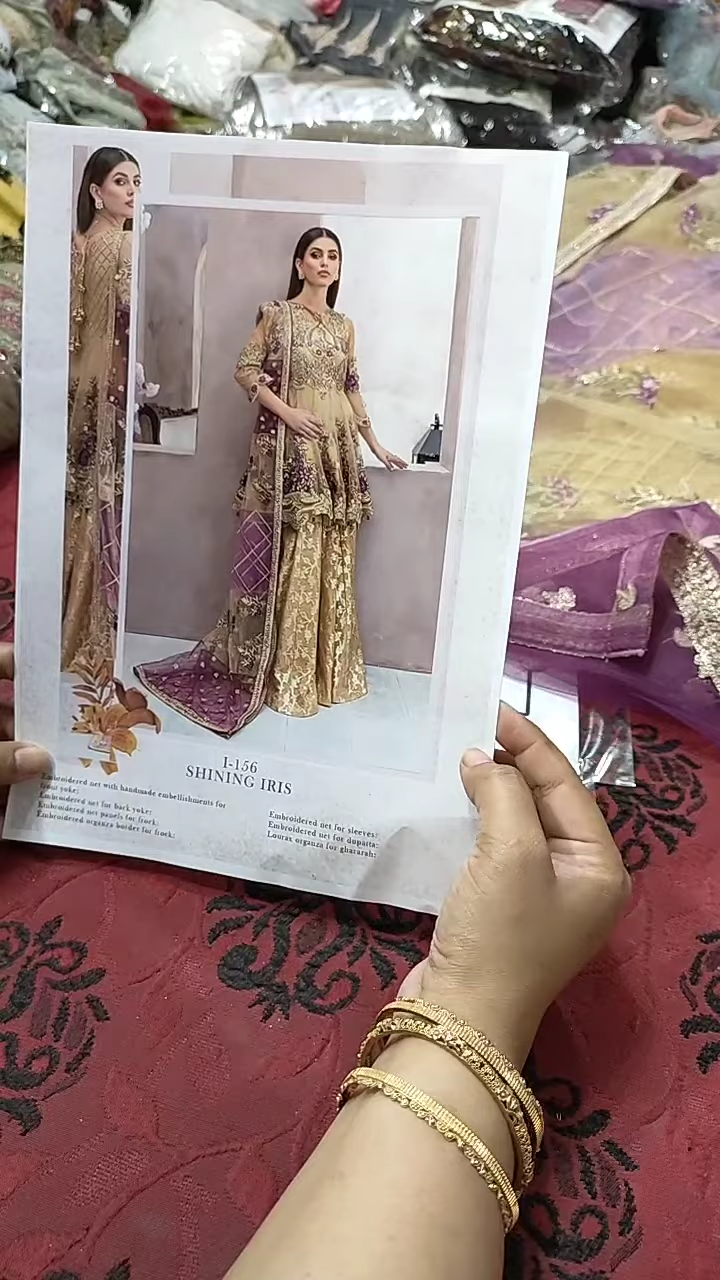 I-156
SHINING IRIS
Embroidered net with handmade embellishments for
front yoke:
Embroidered net for back yoke:
Embroidered net panels for frock:
Embroidered organza border for frock:
Embroidered net for sleeves:
Embroidered net for dupatta:
Lourax organza for ghararah: